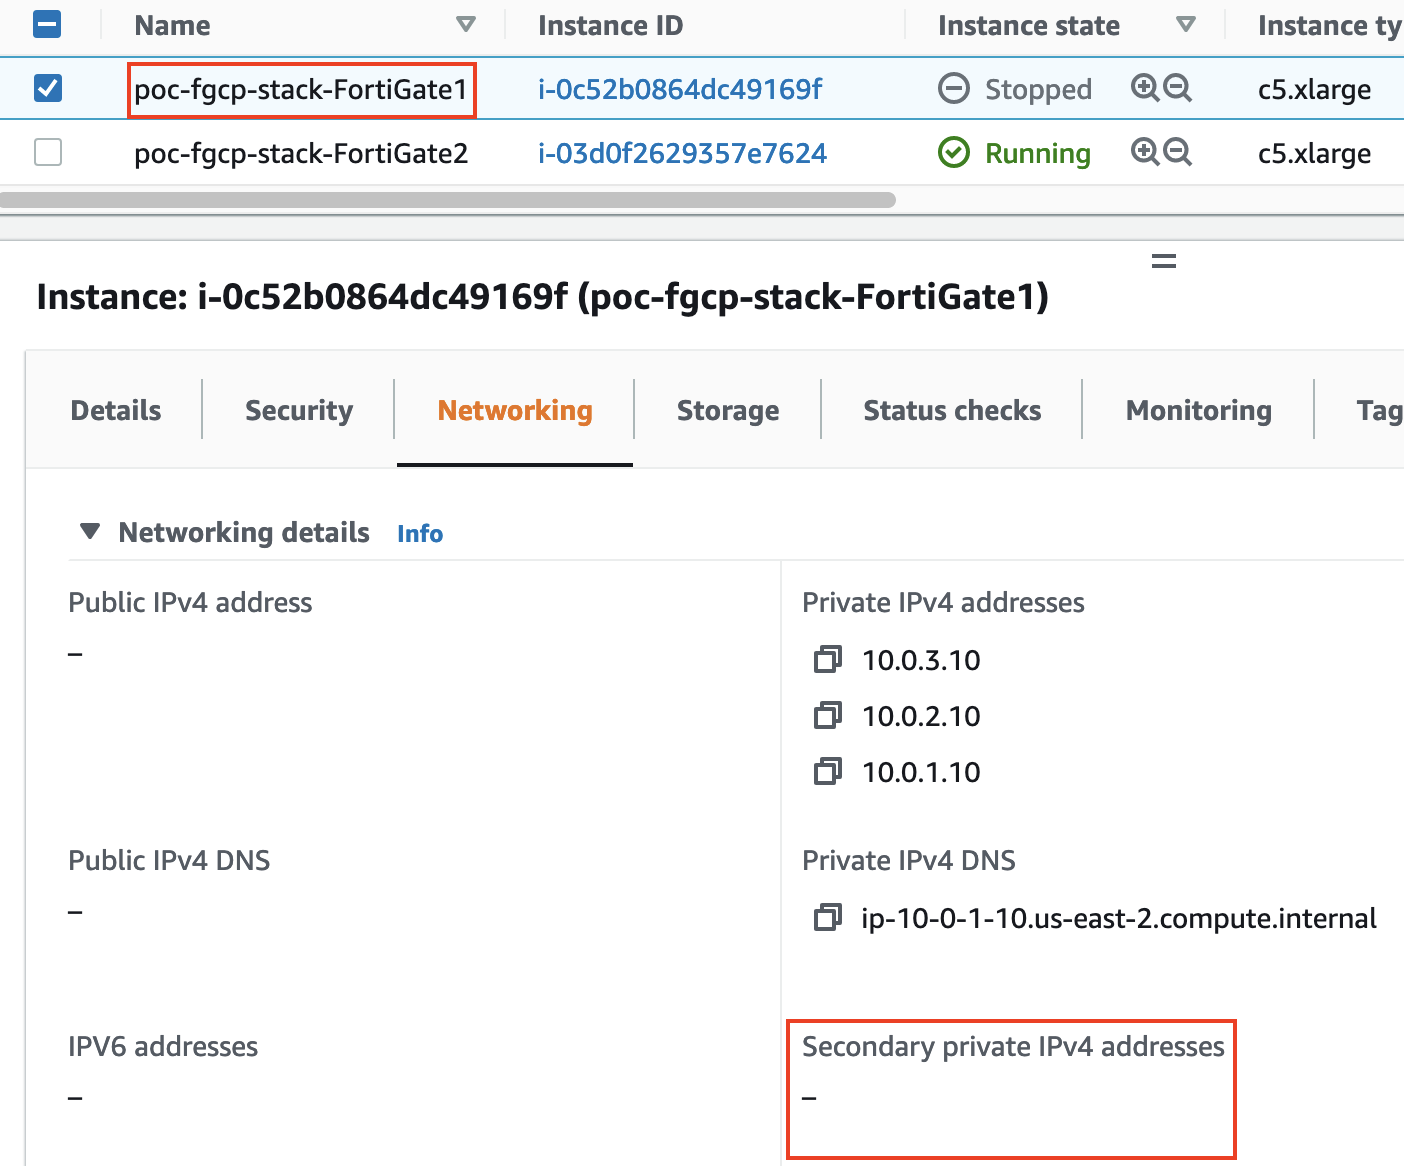 Name Instance ID Instance state Instance ty
poc-fgcp-stack-FortiGate1 i-0c52b0864dc49169f Stopped c5.xlarge
poc-fgcp-stack-FortiGate2 i-03d0f2629357e7624 Running c5.xlarge
Instance: i-0c52b0864dc49169f (poc-fgcp-stack-FortiGate1)
Details Security Networking Storage Status checks Monitoring Tag
Networking details Info
Public IPv4 address
–
Private IPv4 addresses
10.0.3.10
10.0.2.10
10.0.1.10
Public IPv4 DNS
–
Private IPv4 DNS
ip-10-0-1-10.us-east-2.compute.internal
IPV6 addresses
–
Secondary private IPv4 addresses
–